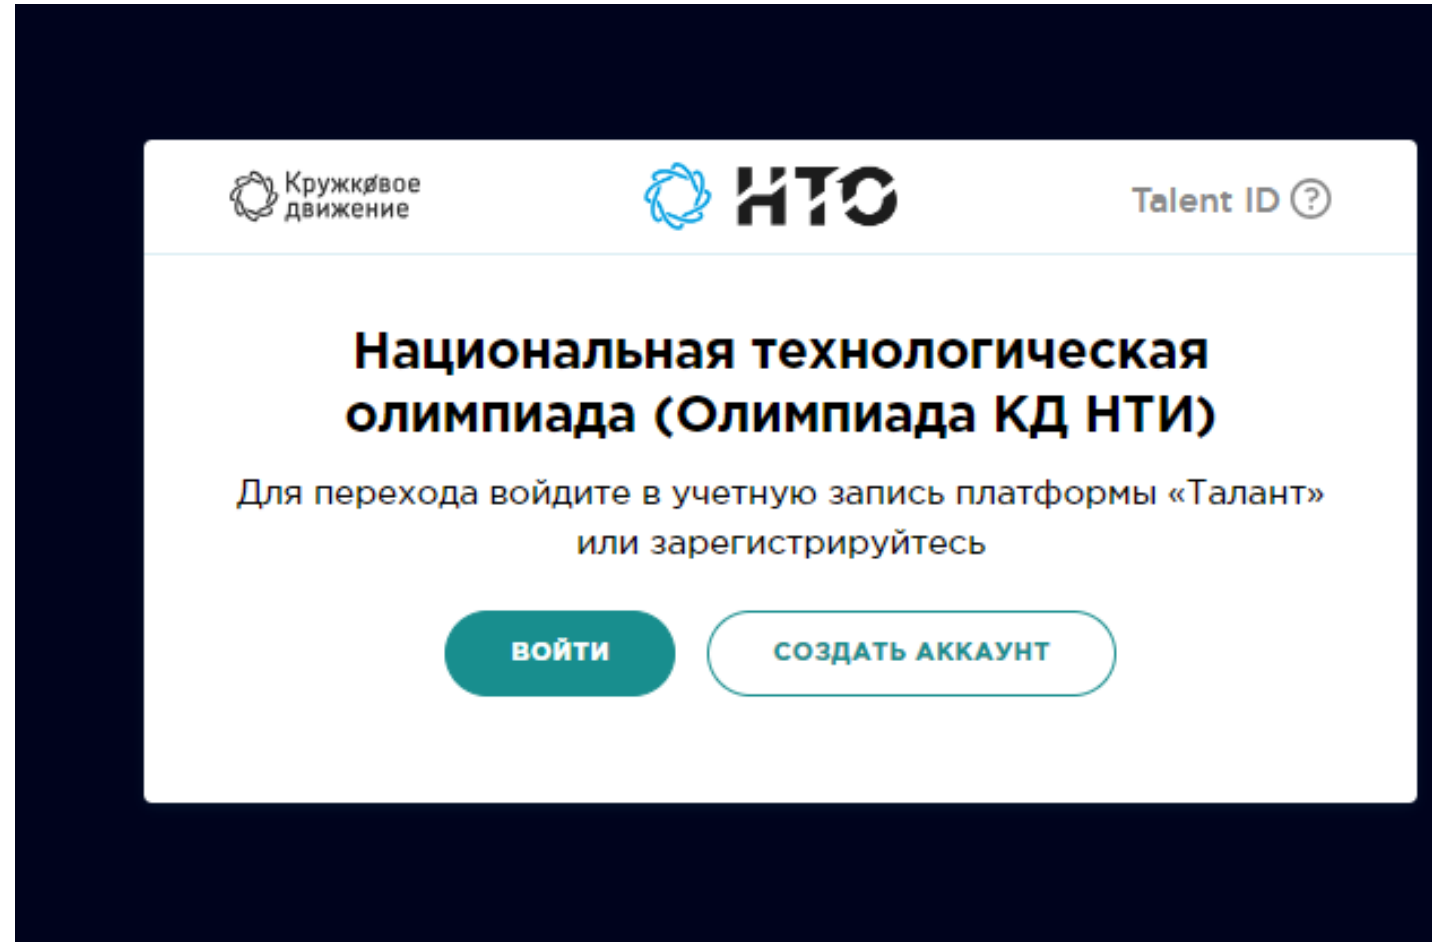 Кружковое
движение
НТО
Talent ID ?
Национальная технологическая
олимпиада (Олимпиада КД НТИ)
Для перехода войдите в учетную запись платформы «Талант»
или зарегистрируйтесь
ВОЙТИ
СОЗДАТЬ АККАУНТ